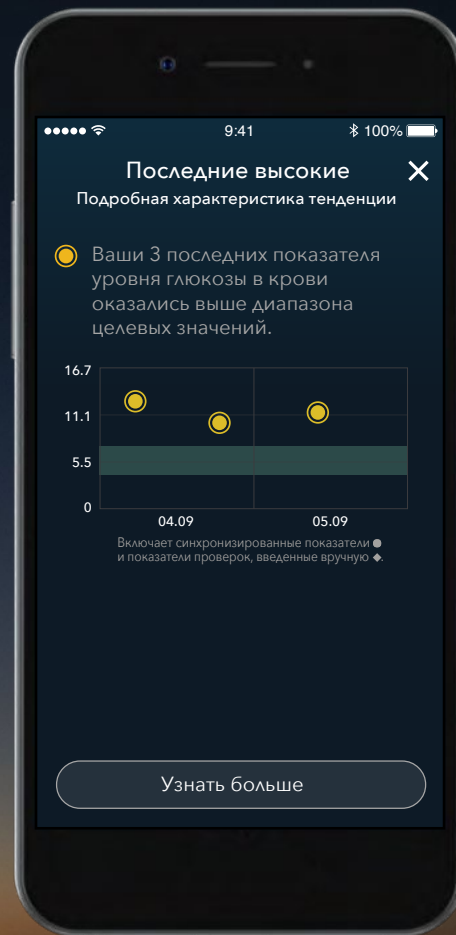 9:41
100%
Последние высокие
Подробная характеристика тенденции
Ваши 3 последних показателя
уровня глюкозы в крови
оказались выше диапазона
целевых значений.
16.7
11.1
5.5
0
04.09 05.09
Включает синхронизированные показатели
и показатели проверок, введенные вручную .
Узнать больше